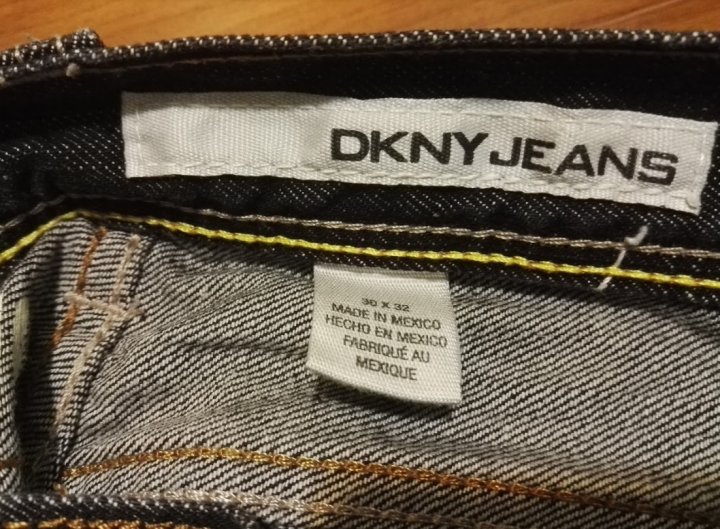 DKNY JEANS
30 X 32
MADE IN MEXICO
HECHO EN MEXICO
FABRIQUÉ AU
MEXIQUE